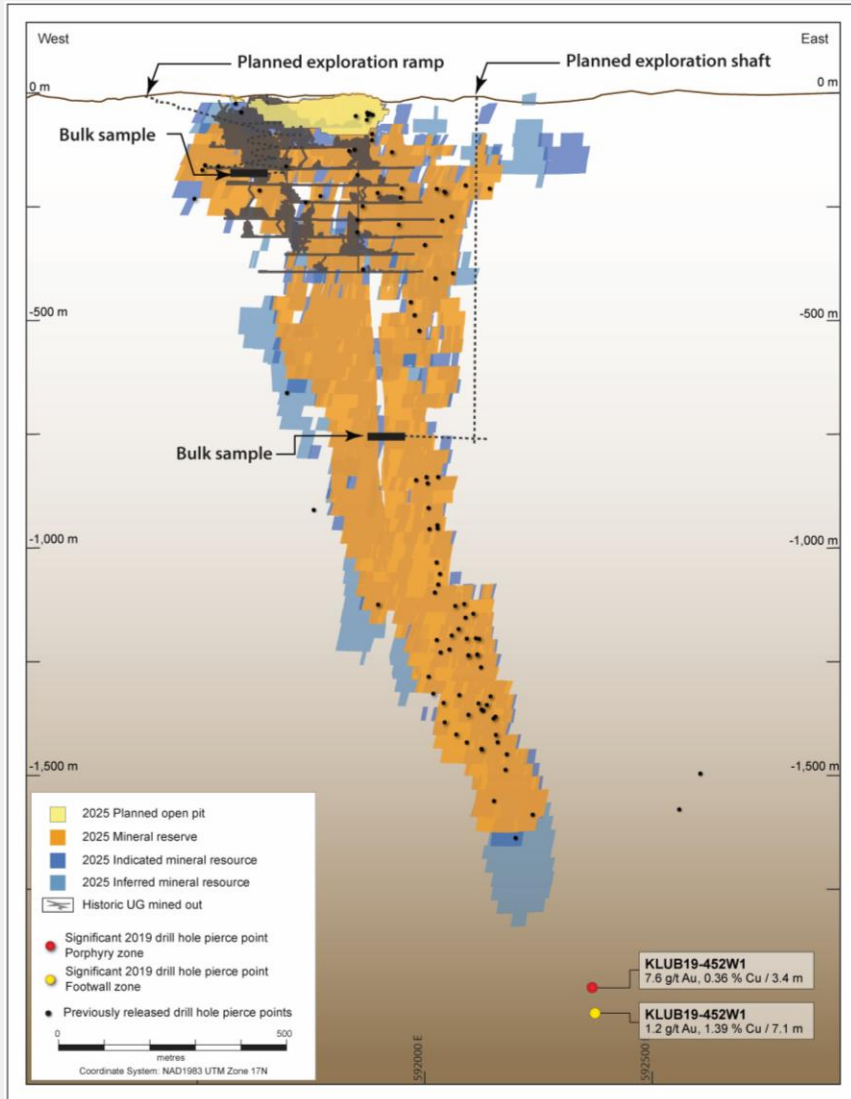 West
East
Planned exploration ramp
Planned exploration shaft
0 m
0 m
Bulk sample
-500 m
-500 m
Bulk sample
-1,000 m
-1,000 m
-1,500 m
-1,500 m
2025 Planned open pit
2025 Mineral reserve
2025 Indicated mineral resource
2025 Inferred mineral resource
Historic UG mined out
Significant 2019 drill hole pierce point
Porphyry zone
Significant 2019 drill hole pierce point
Footwall zone
Previously released drill hole pierce points
0
500
metres
Coordinate System: NAD1983 UTM Zone 17N
KLUB19-452W1
7.6 g/t Au, 0.36 % Cu / 3.4 m
KLUB19-452W1
1.2 g/t Au, 1.39 % Cu / 7.1 m
592000 E
592500